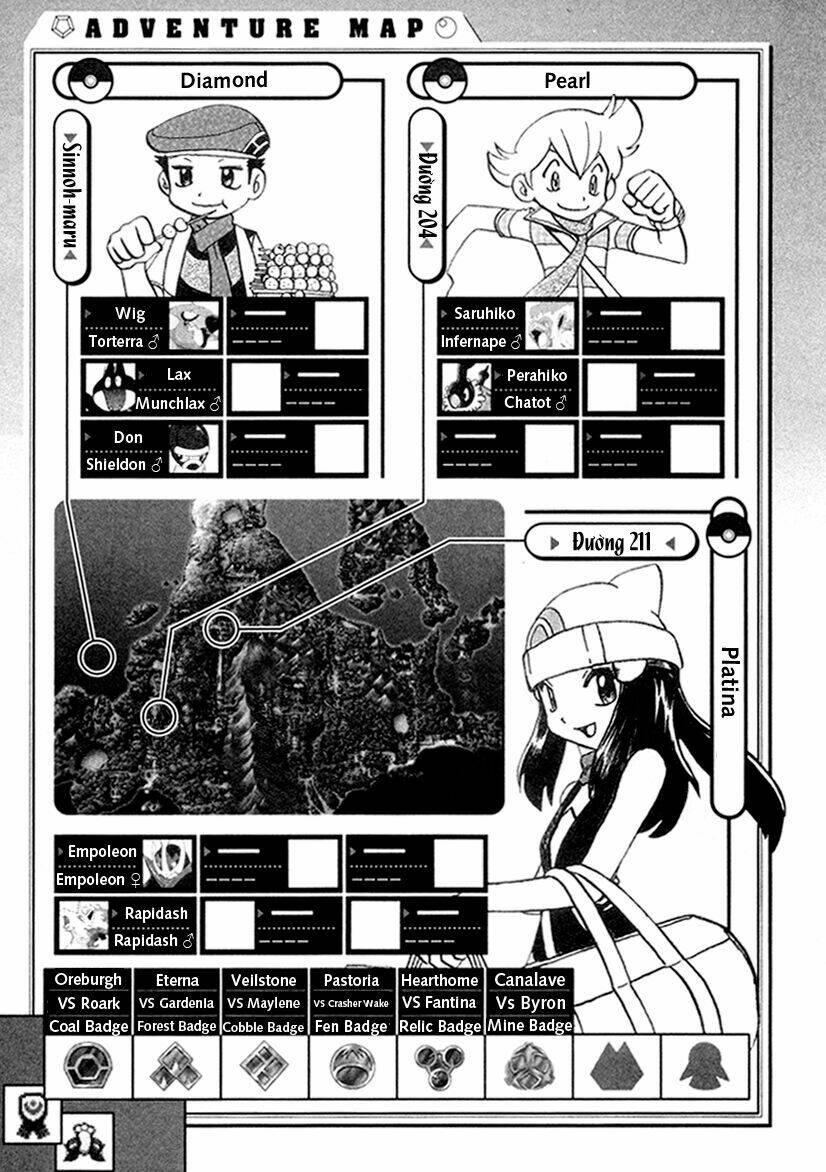 ADVENTURE MAP
Diamond
Sinnoh-maru
Wig
Torterra ♂
Lax
Munchlax ♂
Don
Shieldon ♂
Pearl
Đường 204
Saruhiko
Infernape ♂
Perahiko
Chatot ♂
Đường 211
Platina
Empoleon
Empoleon ♀
Rapidash
Rapidash ♂
Oreburgh
VS Roark
Coal Badge
Eterna
VS Gardenia
Forest Badge
Veilstone
VS Maylene
Cobble Badge
Pastoria
VS Crasher Wake
Fen Badge
Hearthome
VS Fantina
Relic Badge
Canalave
Vs Byron
Mine Badge